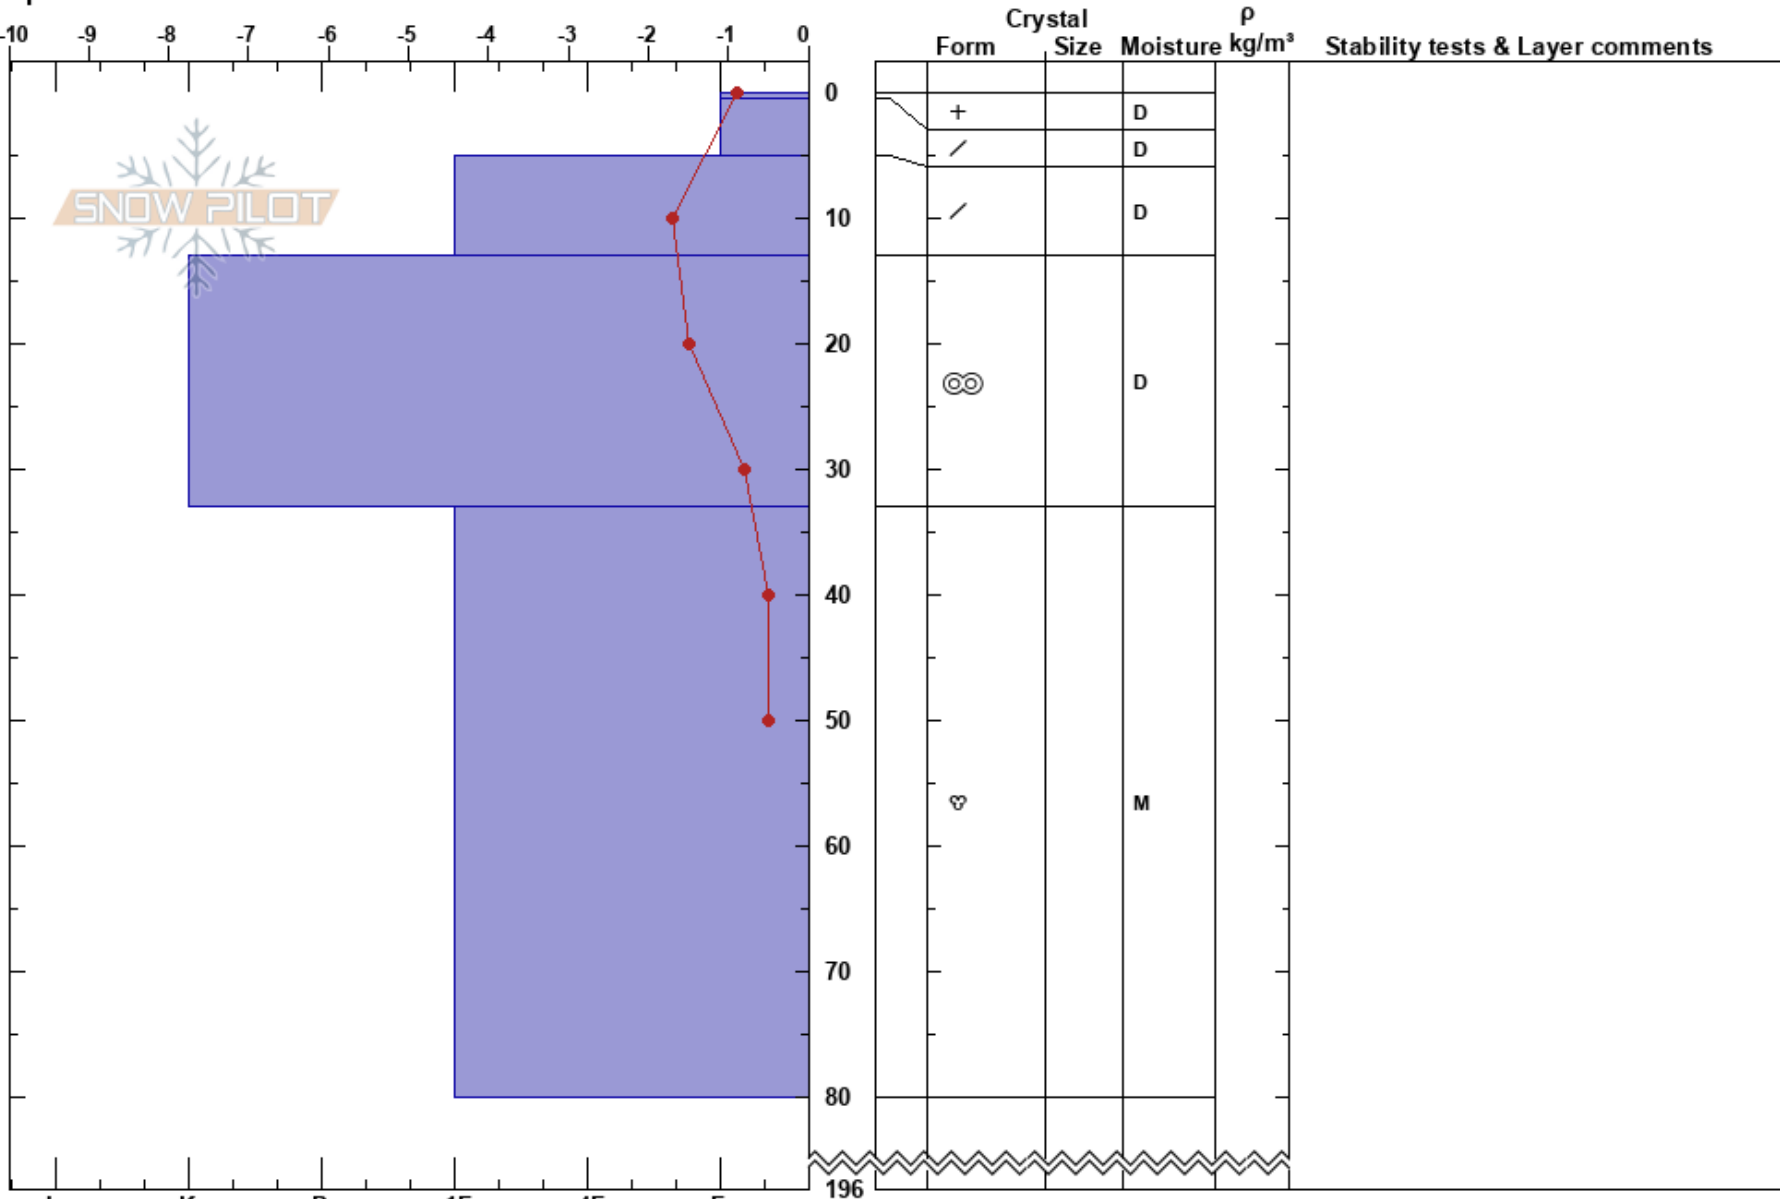 Crystal ρ
-10 -9 -8 -7 -6 -5 -4 -3 -2 -1 0 Form Size Moisture kg/m³ Stability tests & Layer comments
0
+ D
D
SNOW PILOT
10 D
20
D
30
40
50
M
60
70
80
196